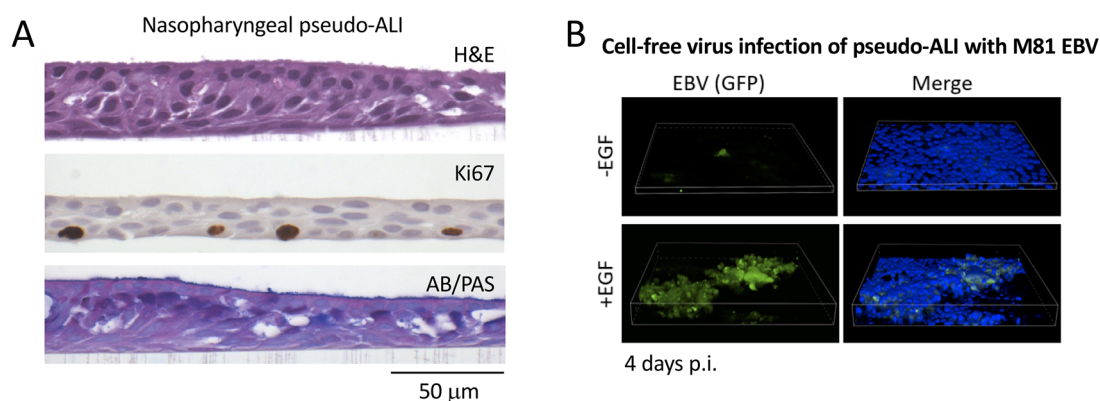 A
Nasopharyngeal pseudo-ALI
H&E
Ki67
AB/PAS
50 μm
B
Cell-free virus infection of pseudo-ALI with M81 EBV
EBV (GFP)
Merge
-EGF
+EGF
4 days p.i.